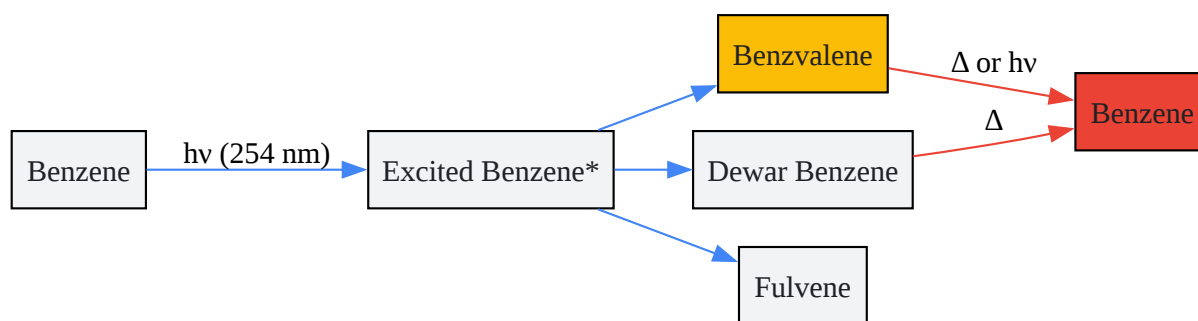 Benzene
hν (254 nm)
Excited Benzene*
Benzvalene
Dewar Benzene
Fulvene
Δ or hν
Δ
Benzene